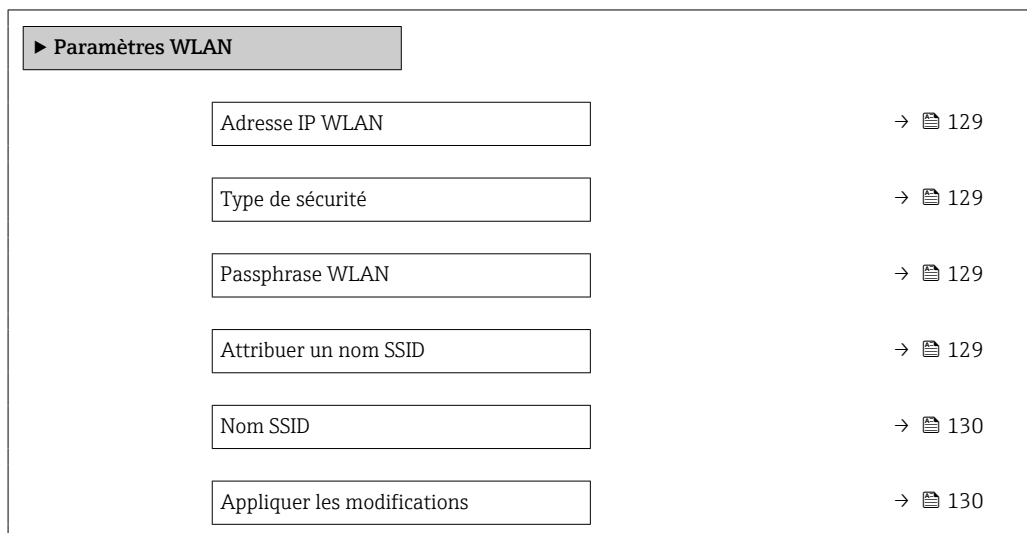 ▶ Paramètres WLAN
Adresse IP WLAN → 129
Type de sécurité → 129
Passphrase WLAN → 129
Attribuer un nom SSID → 129
Nom SSID → 130
Appliquer les modifications → 130